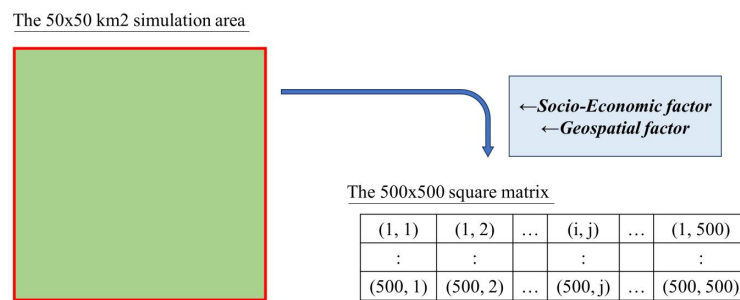 The 50x50 km2 simulation area
←Socio-Economic factor
←Geospatial factor
The 500x500 square matrix
(1, 1) (1, 2) … (i, j) … (1, 500)
: : : :
(500, 1) (500, 2) … (500, j) … (500, 500)